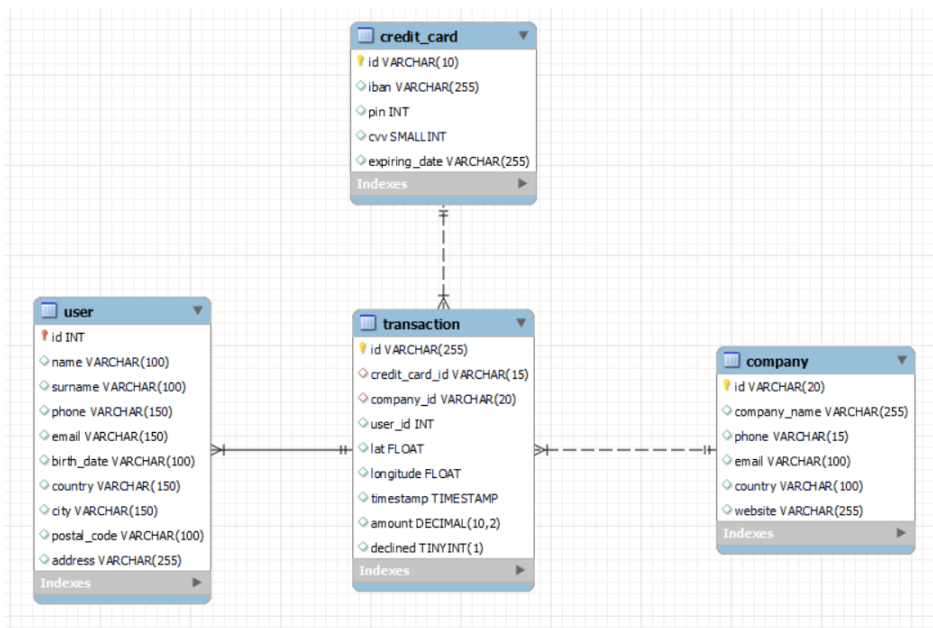 credit_card
id VARCHAR(10)
iban VARCHAR(255)
pin INT
cvv SMALLINT
expiring_date VARCHAR(255)
Indexes
user
id INT
name VARCHAR(100)
surname VARCHAR(100)
phone VARCHAR(150)
email VARCHAR(150)
birth_date VARCHAR(100)
country VARCHAR(150)
city VARCHAR(150)
postal_code VARCHAR(100)
address VARCHAR(255)
Indexes
transaction
id VARCHAR(255)
credit_card_id VARCHAR(15)
company_id VARCHAR(20)
user_id INT
lat FLOAT
longitude FLOAT
timestamp TIMESTAMP
amount DECIMAL(10,2)
declined TINYINT(1)
Indexes
company
id VARCHAR(20)
company_name VARCHAR(255)
phone VARCHAR(15)
email VARCHAR(100)
country VARCHAR(100)
website VARCHAR(255)
Indexes